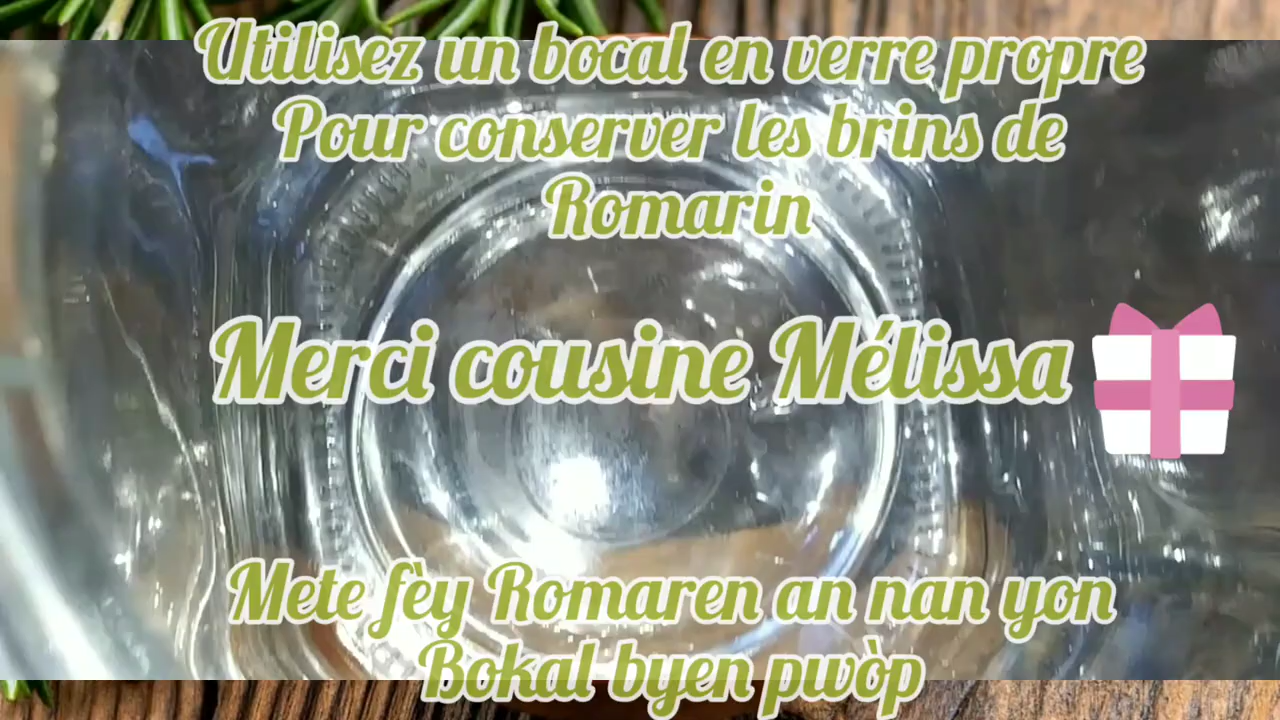 Utilisez un bocal en verre propre
Pour conserver les brins de
Romarin
Merci cousine Mélissa
Mete fèy Romaren an nan yon
Bokal byen pwòp